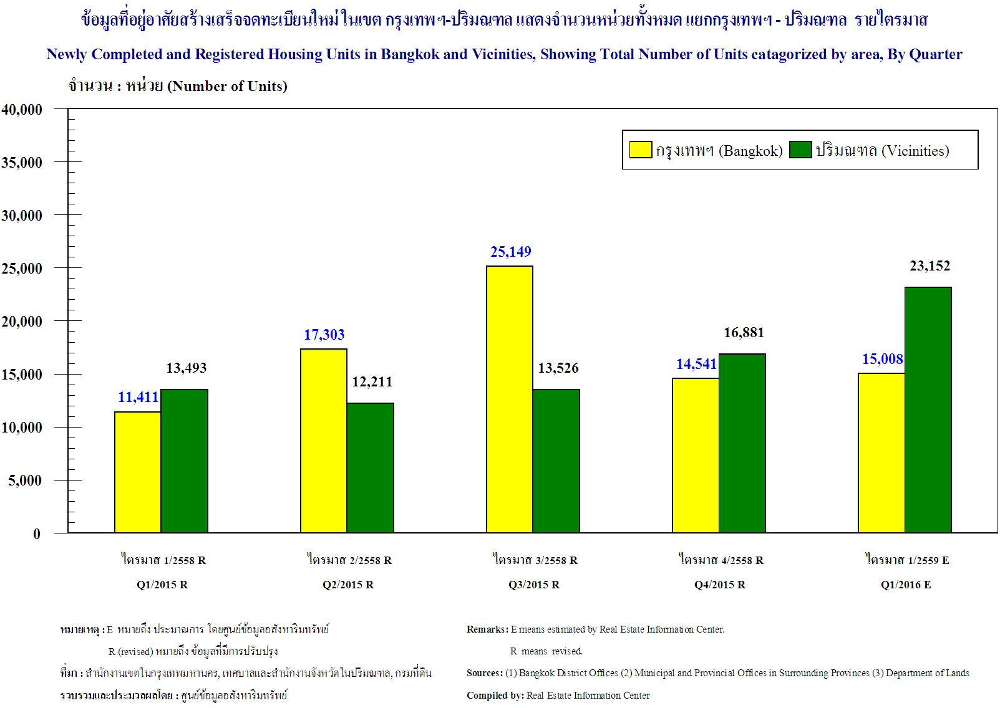 ข้อมูลที่อยู่อาศัยสร้างเสร็จจดทะเบียนใหม่ ในเขต กรุงเทพฯ-ปริมณฑล แสดงจำนวนหน่วยทั้งหมด แยกกรุงเทพฯ - ปริมณฑล รายไตรมาส
Newly Completed and Registered Housing Units in Bangkok and Vicinities, Showing Total Number of Units catagorized by area, By Quarter
จำนวน : หน่วย (Number of Units)
40,000
35,000
30,000
25,000
20,000
15,000
10,000
5,000
0
กรุงเทพฯ (Bangkok) ปริมณฑล (Vicinities)
11,411
13,493
17,303
12,211
25,149
13,526
14,541
16,881
15,008
23,152
ไตรมาส 1/2558 R
Q1/2015 R
ไตรมาส 2/2558 R
Q2/2015 R
ไตรมาส 3/2558 R
Q3/2015 R
ไตรมาส 4/2558 R
Q4/2015 R
ไตรมาส 1/2559 E
Q1/2016 E
หมายเหตุ : E หมายถึง ประมาณการ โดยศูนย์ข้อมูลอสังหาริมทรัพย์
R (revised) หมายถึง ข้อมูลที่มีการปรับปรุง
ที่มา : สำนักงานเขตในกรุงเทพมหานคร, เทศบาลและสำนักงานจังหวัดในปริมณฑล, กรมที่ดิน
รวบรวมและประมวลผลโดย : ศูนย์ข้อมูลอสังหาริมทรัพย์
Remarks: E means estimated by Real Estate Information Center.
R means revised.
Sources: (1) Bangkok District Offices (2) Municipal and Provincial Offices in Surrounding Provinces (3) Department of Lands
Compiled by: Real Estate Information Center